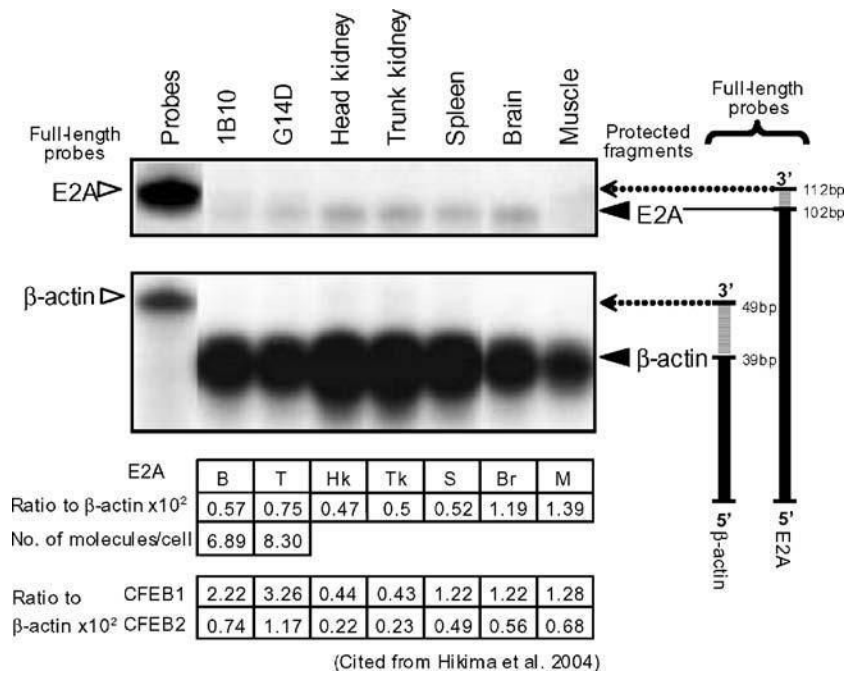 Full-length probes
Probes
1B10
G14D
Head kidney
Trunk kidney
Spleen
Brain
Muscle
Protected fragments
Full-length probes
E2A
E2A
3'
112bp
102bp
β-actin
β-actin
3'
49bp
39bp
5'
β-actin
5'
E2A
E2A B T Hk Tk S Br M
Ratio to β-actin x10² 0.57 0.75 0.47 0.5 0.52 1.19 1.39
No. of molecules/cell 6.89 8.30
Ratio to β-actin x10²
CFEB1 2.22 3.26 0.44 0.43 1.22 1.22 1.28
CFEB2 0.74 1.17 0.22 0.23 0.49 0.56 0.68
(Cited from Hikima et al. 2004)